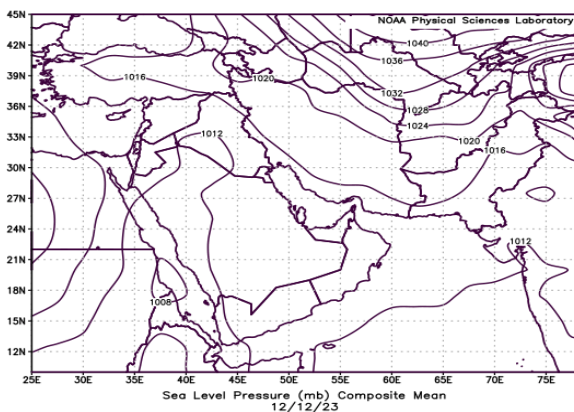 NOAA Physical Sciences Laboratory
45N
42N
39N
36N
33N
30N
27N
24N
21N
18N
15N
12N
1040
1036
1016
1020
1032
1028
1024
1012
1020
1016
1012
1008
25E
30E
35E
40E
45E
50E
55E
60E
65E
70E
75E
Sea Level Pressure (mb) Composite Mean
12/12/23